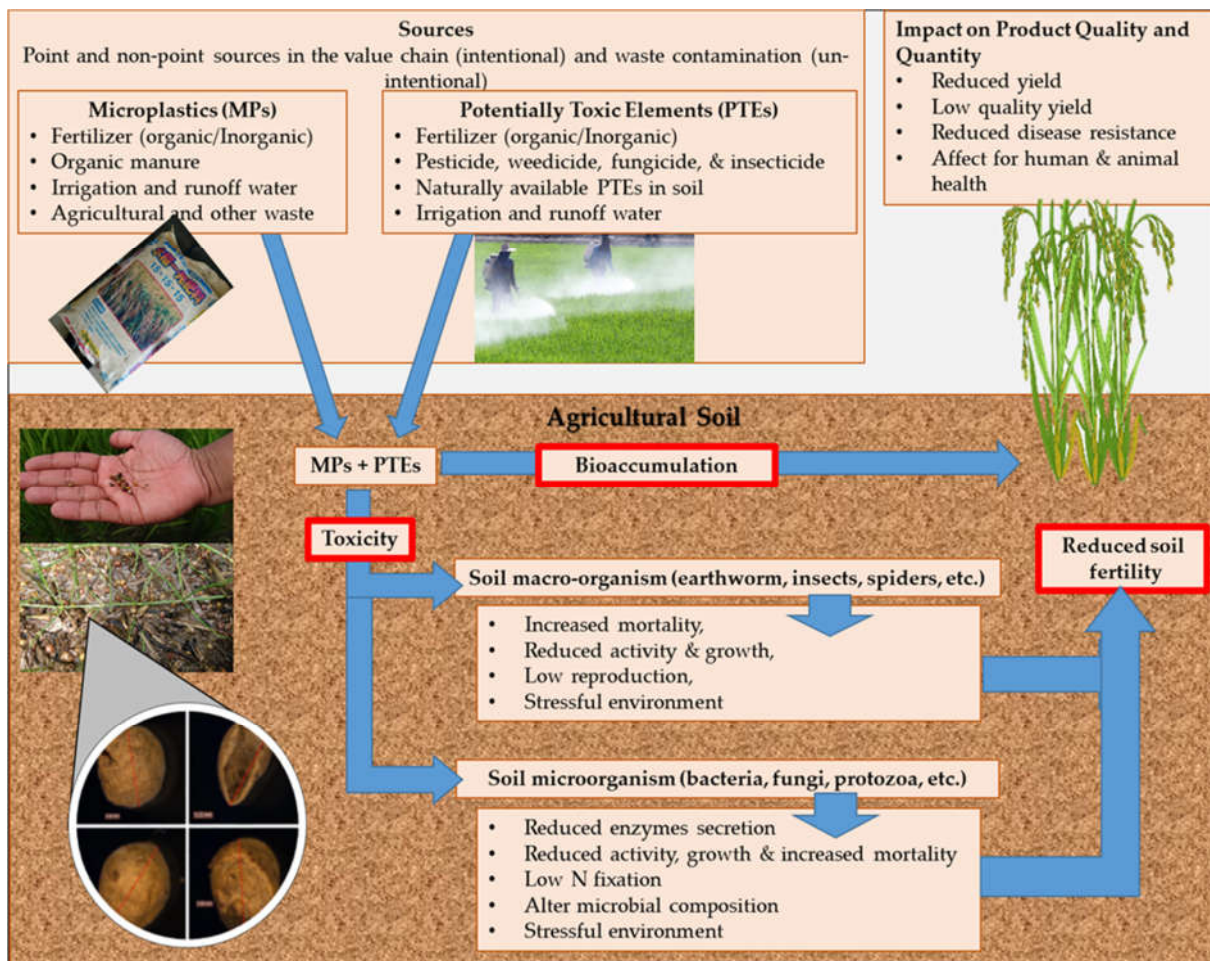 Sources
Point and non-point sources in the value chain (intentional) and waste contamination (un-
intentional)
Microplastics (MPs)
• Fertilizer (organic/Inorganic)
• Organic manure
• Irrigation and runoff water
• Agricultural and other waste
Potentially Toxic Elements (PTEs)
• Fertilizer (organic/Inorganic)
• Pesticide, weedicide, fungicide, & insecticide
• Naturally available PTEs in soil
• Irrigation and runoff water
Impact on Product Quality and
Quantity
• Reduced yield
• Low quality yield
• Reduced disease resistance
• Affect for human & animal
health
15-15-15
Agricultural Soil
MPs + PTEs
Bioaccumulation
Toxicity
Reduced soil
fertility
Soil macro-organism (earthworm, insects, spiders, etc.)
• Increased mortality,
• Reduced activity & growth,
• Low reproduction,
• Stressful environment
Soil microorganism (bacteria, fungi, protozoa, etc.)
• Reduced enzymes secretion
• Reduced activity, growth & increased mortality
• Low N fixation
• Alter microbial composition
• Stressful environment